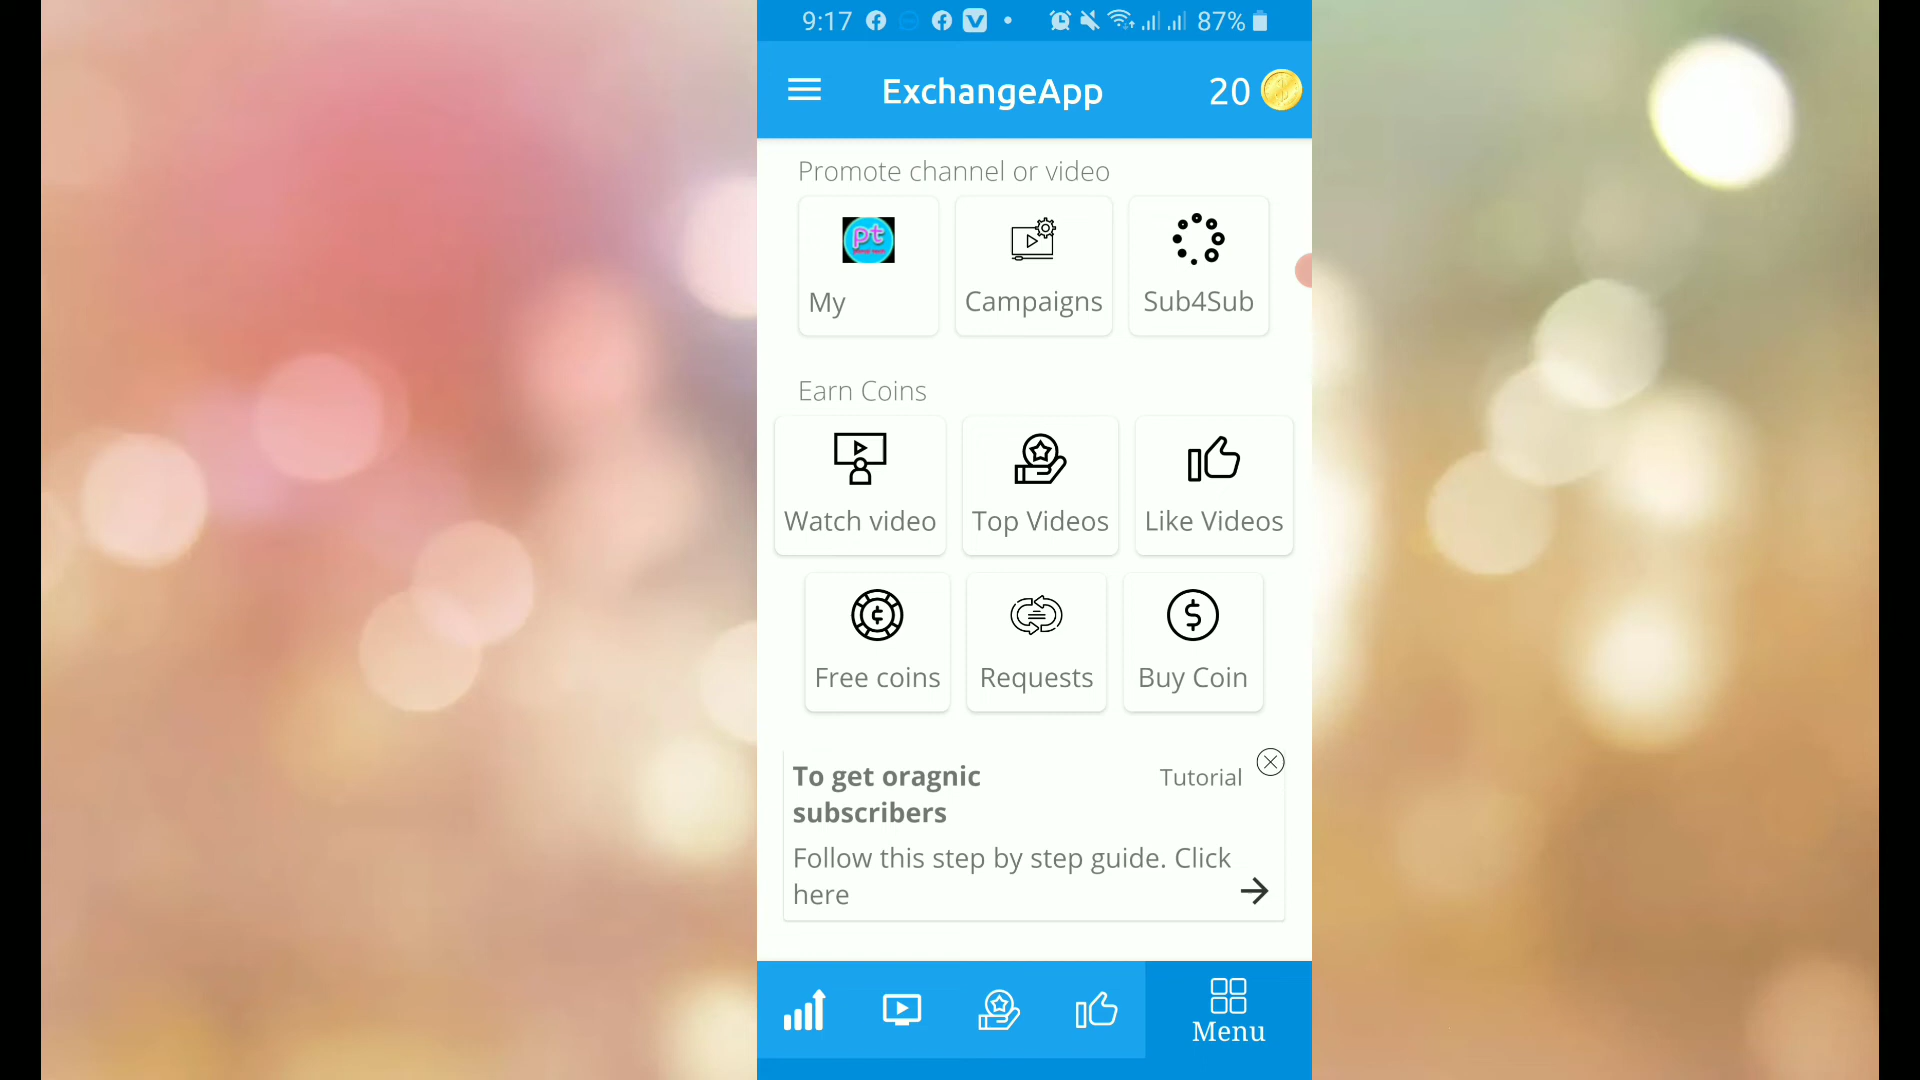 9:17
87%
ExchangeApp
20
Promote channel or video
pt
My
Campaigns
Sub4Sub
Earn Coins
Watch video
Top Videos
Like Videos
Free coins
Requests
Buy Coin
To get oragnic
subscribers
Tutorial
Follow this step by step guide. Click
here
Menu